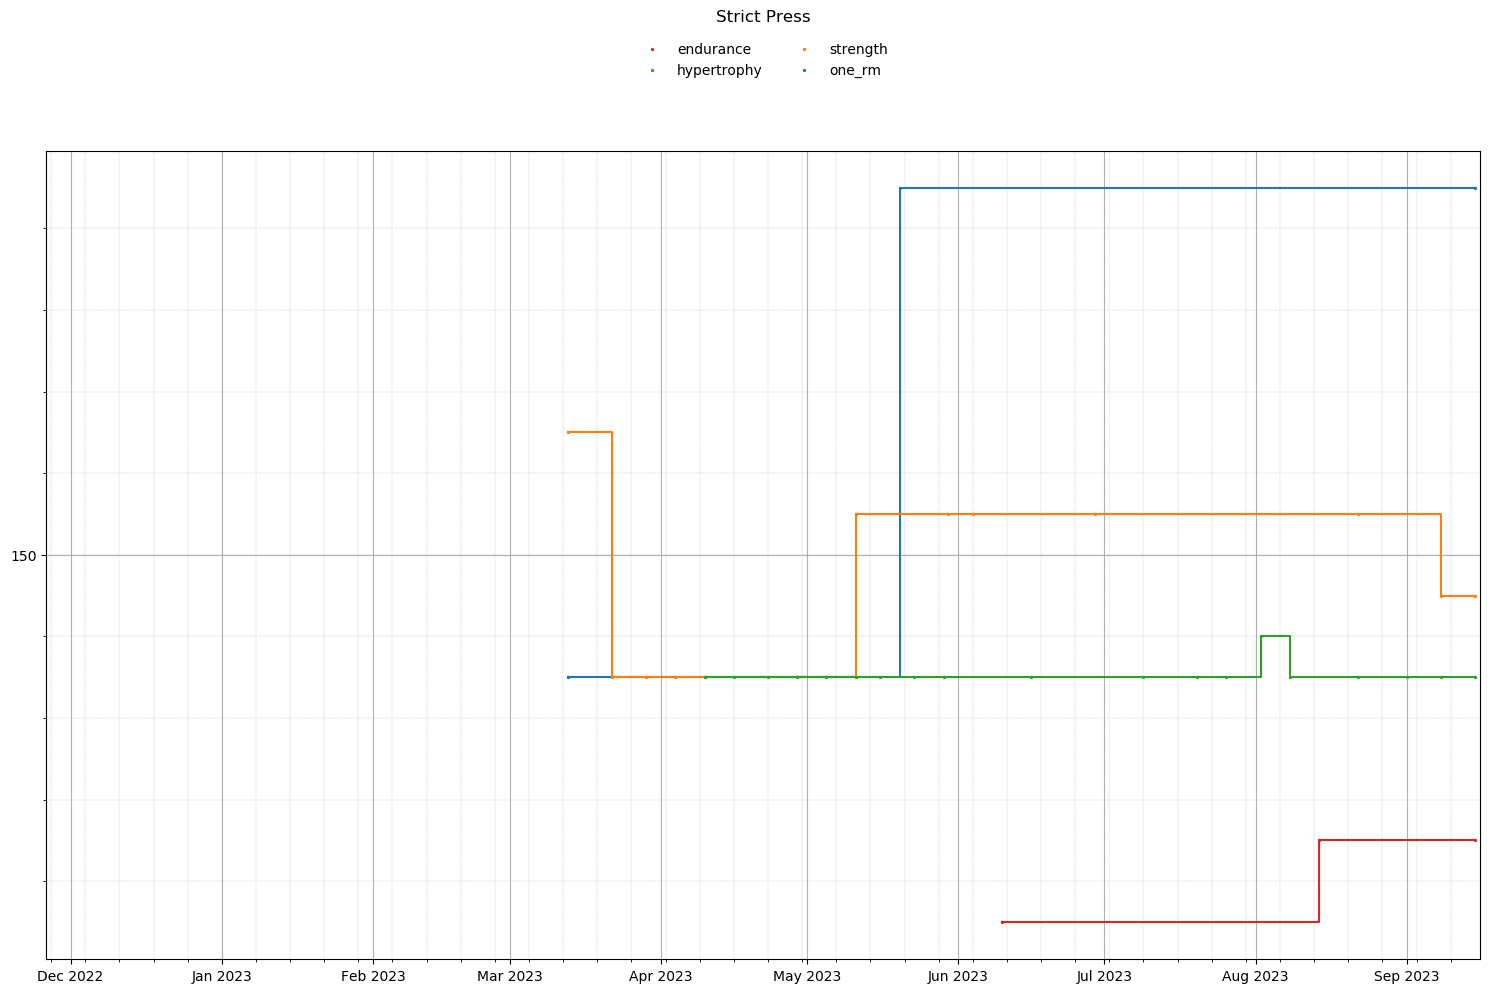 Strict Press
endurance strength
hypertrophy one_rm
150
Dec 2022 Jan 2023 Feb 2023 Mar 2023 Apr 2023 May 2023 Jun 2023 Jul 2023 Aug 2023 Sep 2023